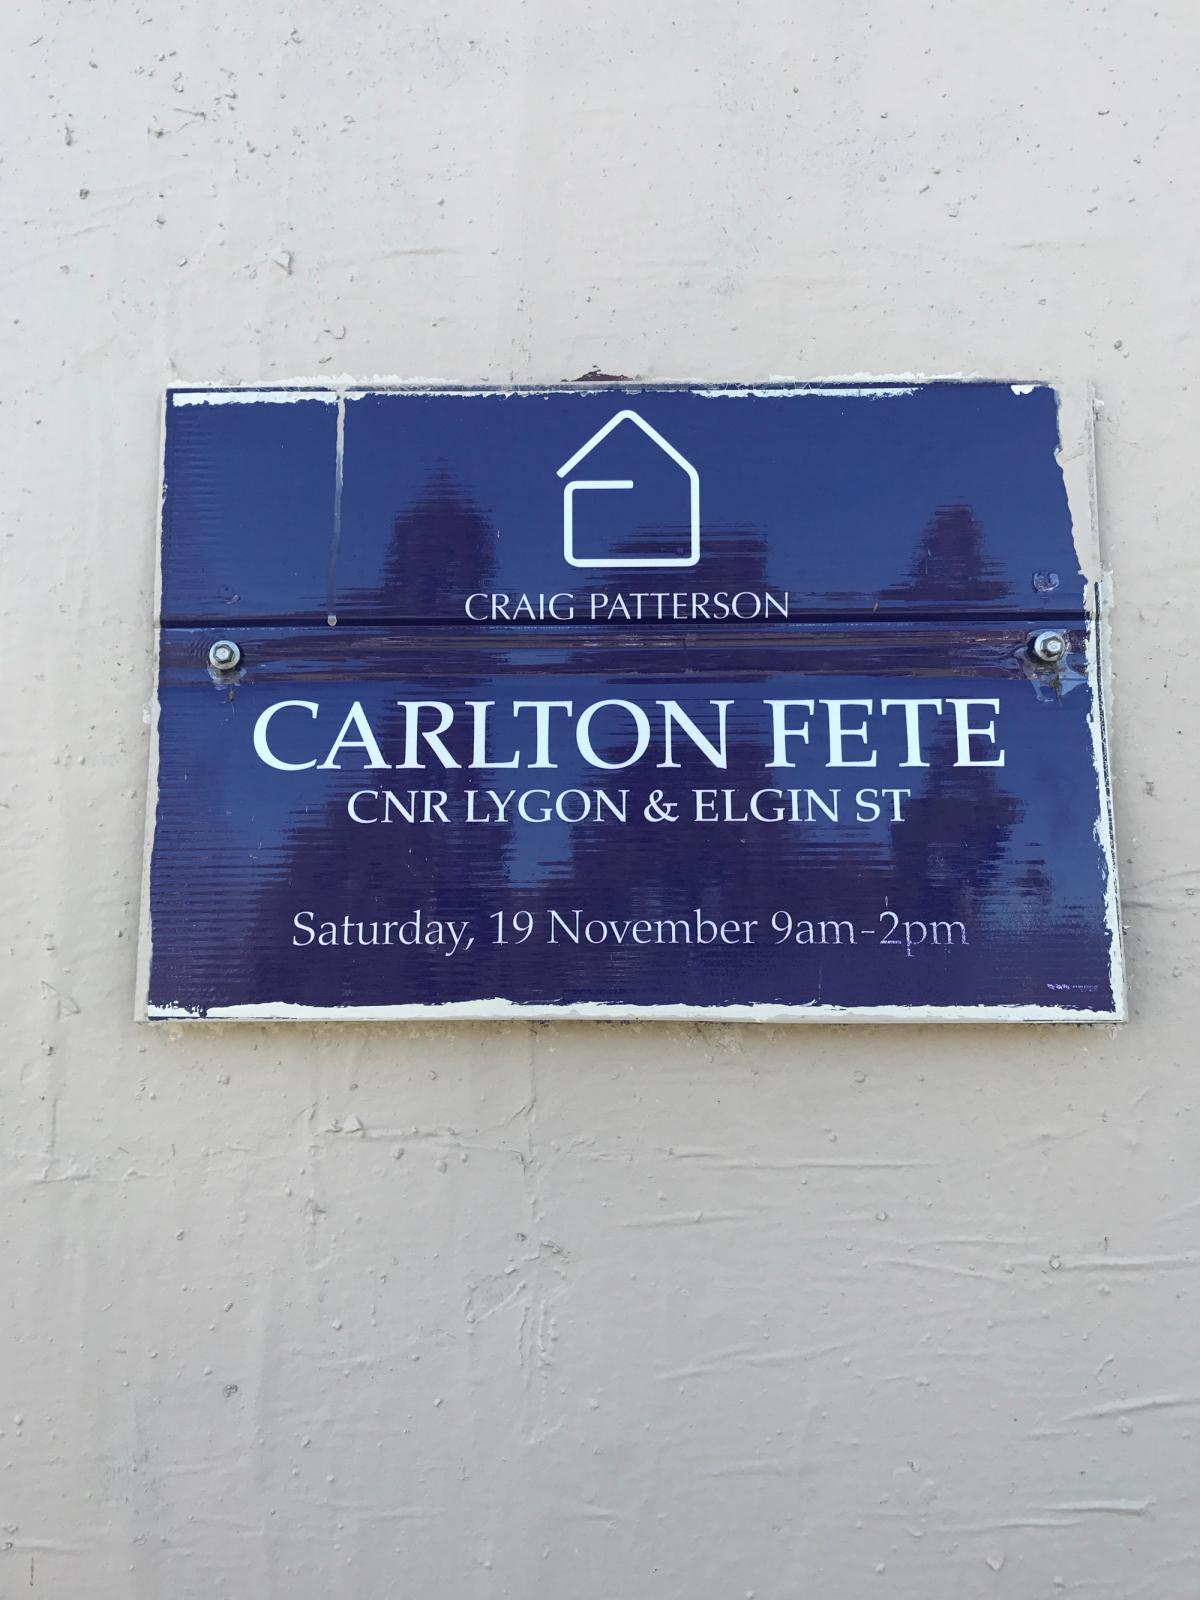 CRAIG PATTERSON
CARLTON FETE
CNR LYGON & ELGIN ST
Saturday, 19 November 9am-2pm